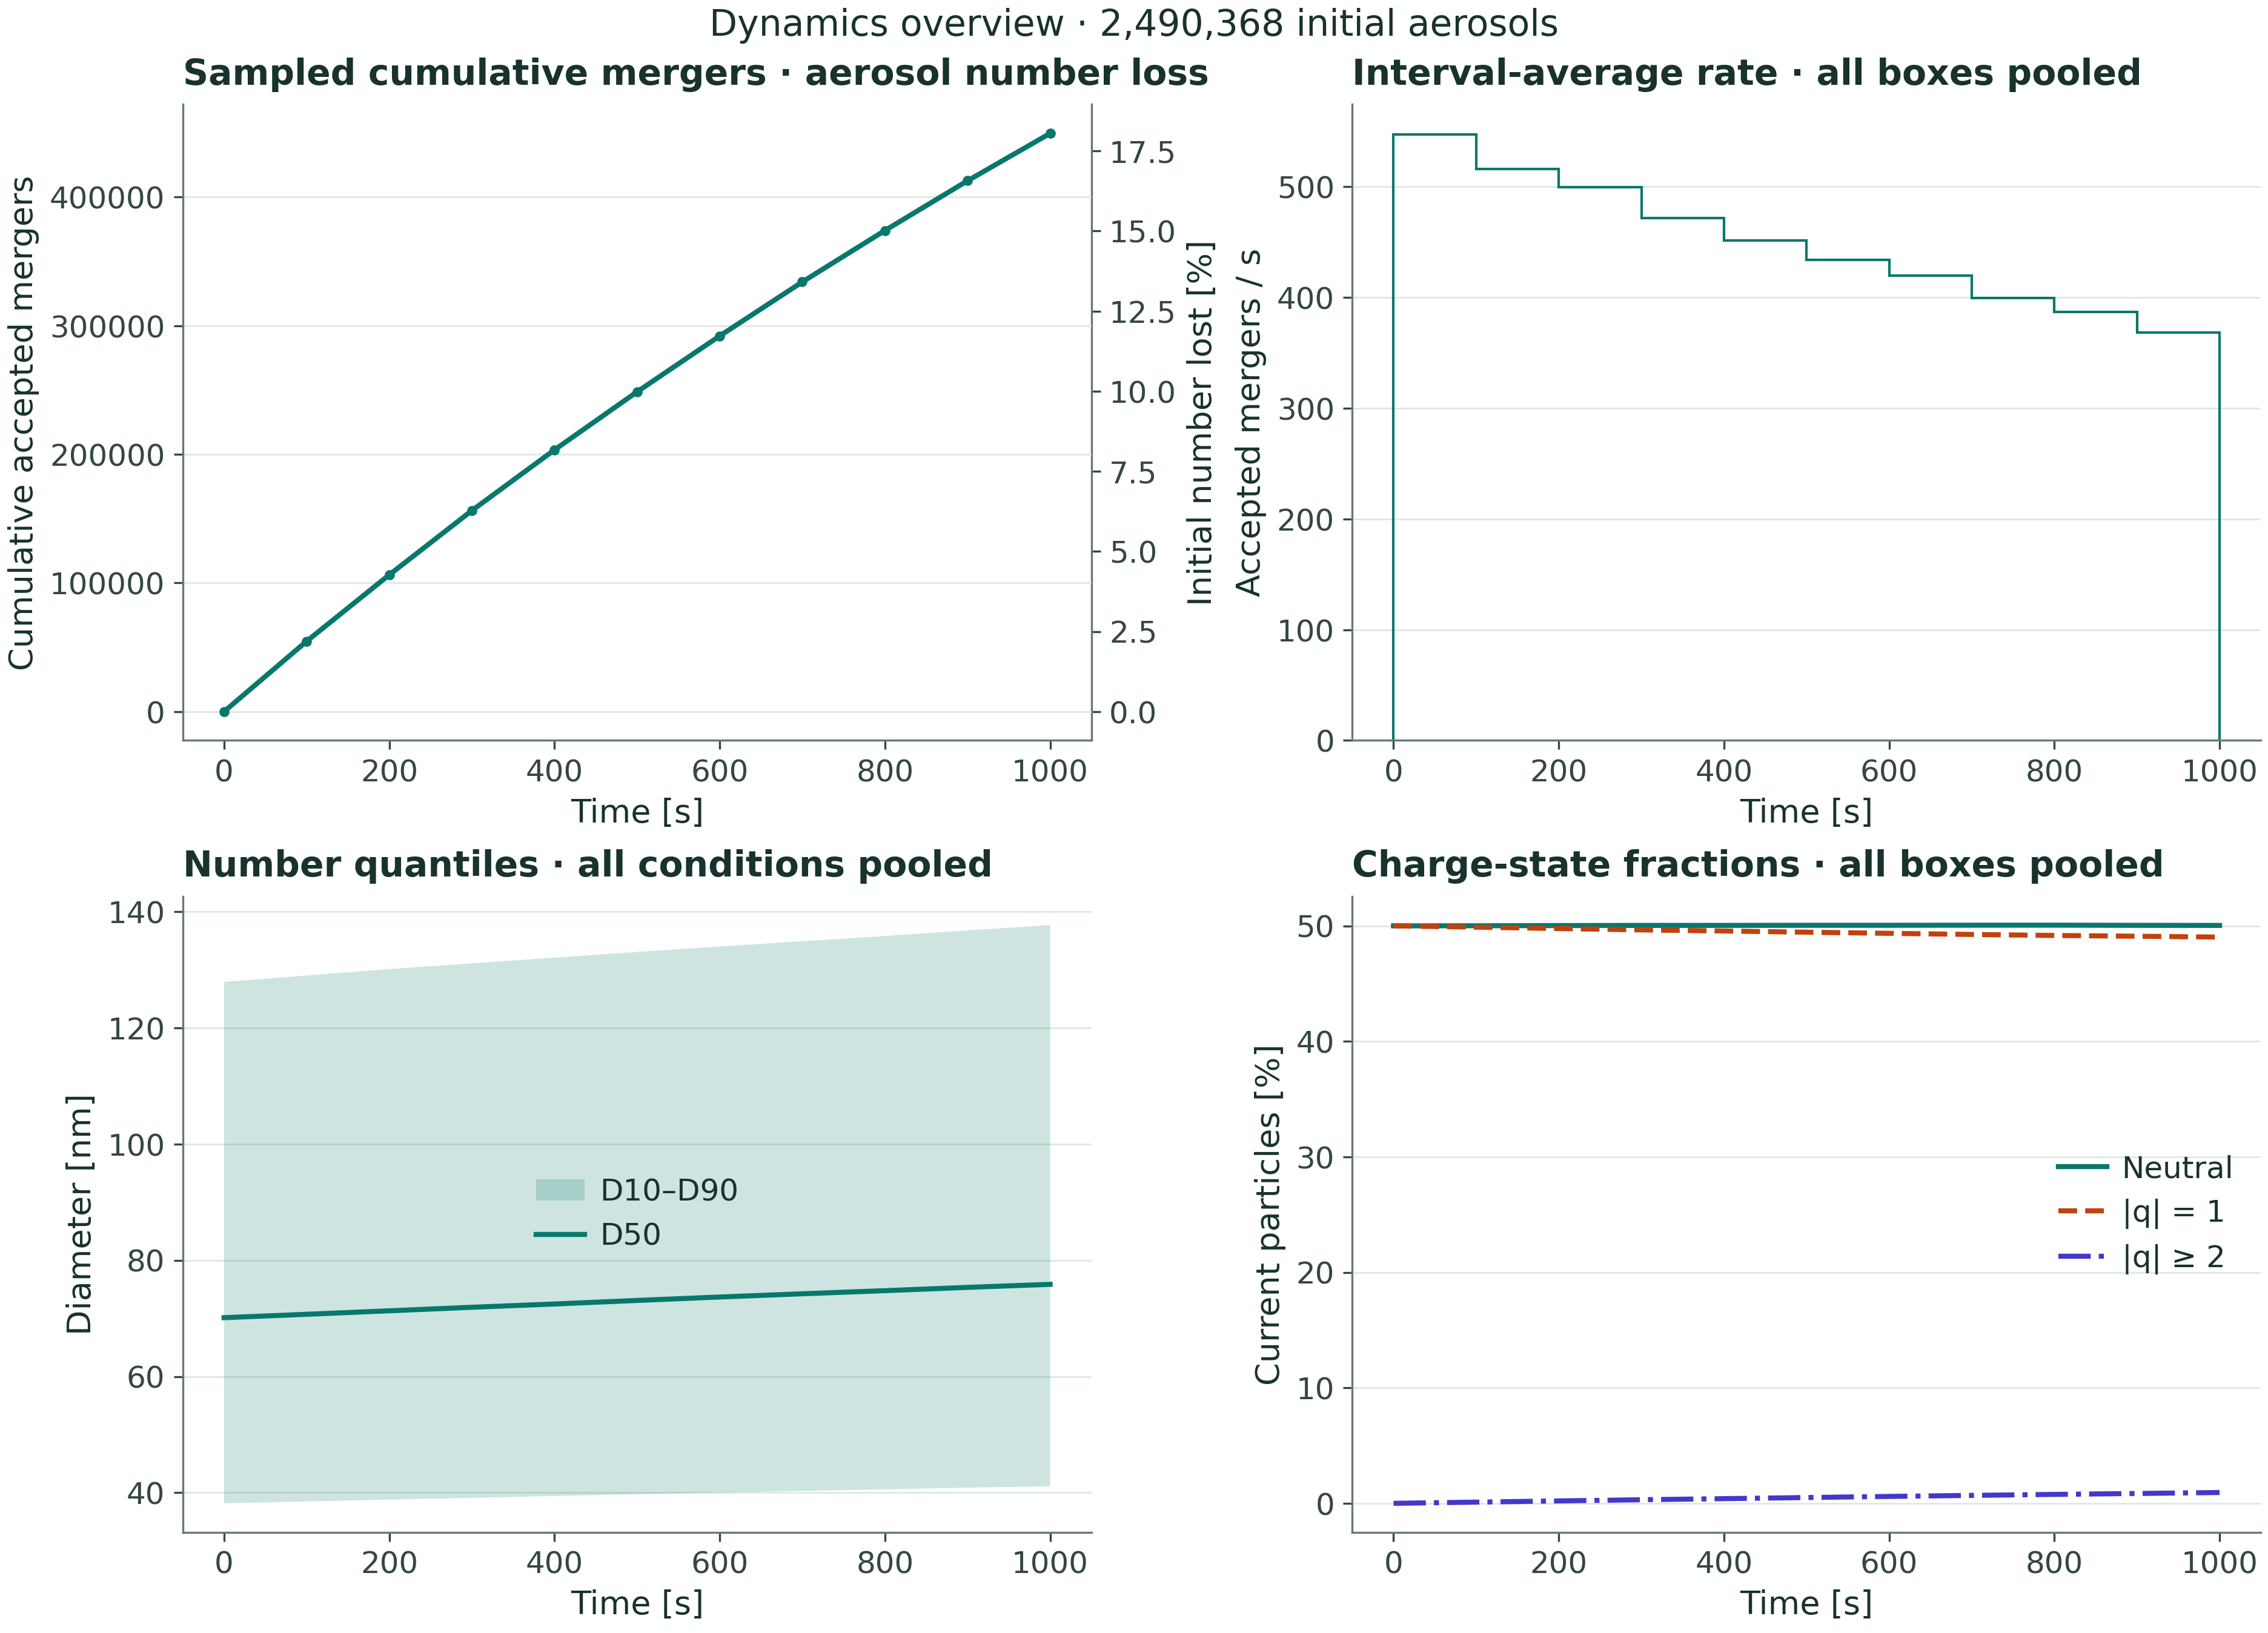 Dynamics overview · 2,490,368 initial aerosols
Sampled cumulative mergers · aerosol number loss
Cumulative accepted mergers
400000
300000
200000
100000
0
17.5
15.0
12.5
10.0
7.5
5.0
2.5
0.0
Initial number lost [%]
0 200 400 600 800 1000
Time [s]
Interval-average rate · all boxes pooled
Accepted mergers / s
500
400
300
200
100
0
0 200 400 600 800 1000
Time [s]
Number quantiles · all conditions pooled
Diameter [nm]
140
120
100
80
60
40
D10–D90
D50
0 200 400 600 800 1000
Time [s]
Charge-state fractions · all boxes pooled
Current particles [%]
50
40
30
20
10
0
Neutral
|q| = 1
|q| ≥ 2
0 200 400 600 800 1000
Time [s]